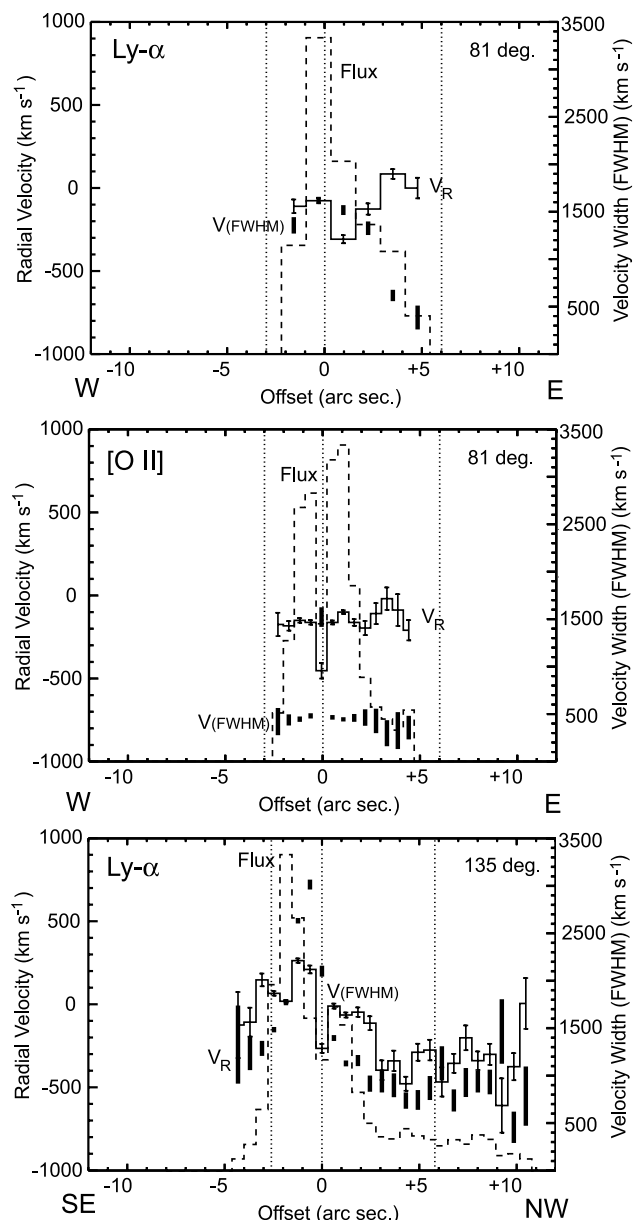 Ly-α
81 deg.
Flux
V_R
V(FWHM)
Radial Velocity (km s⁻¹)
1000
500
0
-500
-1000
Velocity Width (FWHM) (km s⁻¹)
3500
2500
1500
500
-10 -5 0 +5 +10
W Offset (arc sec.) E
[O II]
81 deg.
Flux
V_R
V(FWHM)
Radial Velocity (km s⁻¹)
1000
500
0
-500
-1000
Velocity Width (FWHM) (km s⁻¹)
3500
2500
1500
500
-10 -5 0 +5 +10
W Offset (arc sec.) E
Ly-α
135 deg.
Flux
V(FWHM)
V_R
Radial Velocity (km s⁻¹)
1000
500
0
-500
-1000
Velocity Width (FWHM) (km s⁻¹)
3500
2500
1500
500
-10 -5 0 +5 +10
SE Offset (arc sec.) NW